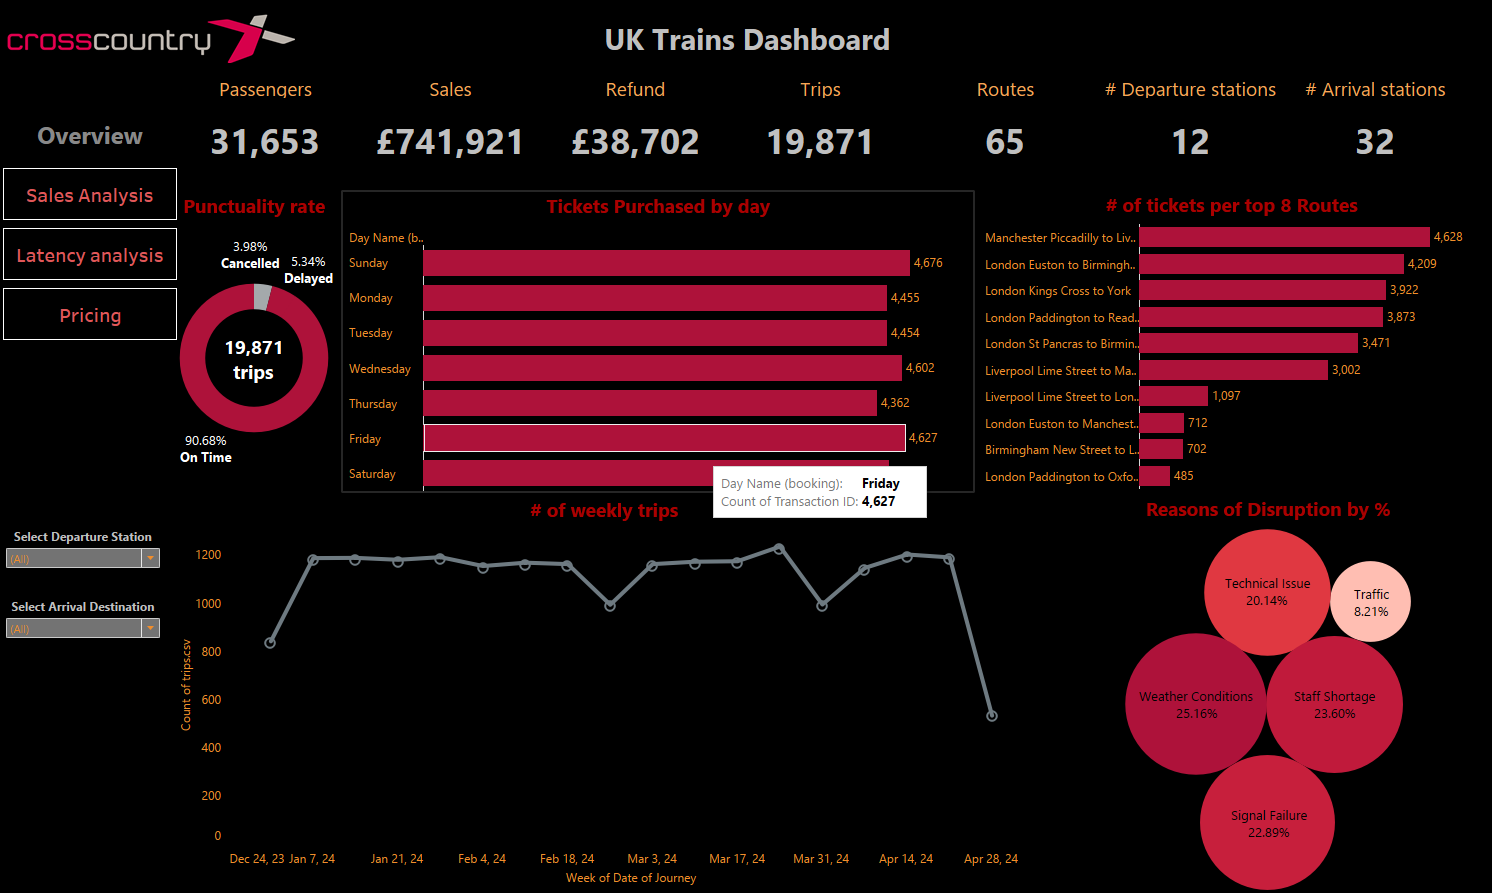 crosscountry
UK Trains Dashboard
Passengers
Sales
Refund
Trips
Routes
# Departure stations
# Arrival stations
Overview
31,653
£741,921
£38,702
19,871
65
12
32
Sales Analysis
Latency analysis
Pricing
Punctuality rate
3.98%
Cancelled
5.34%
Delayed
19,871
trips
90.68%
On Time
Tickets Purchased by day
Day Name (b..
Sunday
4,676
Monday
4,455
Tuesday
4,454
Wednesday
4,602
Thursday
4,362
Friday
4,627
Saturday
Day Name (booking): Friday
Count of Transaction ID: 4,627
# of tickets per top 8 Routes
Manchester Piccadilly to Liv..
4,628
London Euston to Birmingh..
4,209
London Kings Cross to York
3,922
London Paddington to Read..
3,873
London St Pancras to Birmin..
3,471
Liverpool Lime Street to Ma..
3,002
Liverpool Lime Street to Lon..
1,097
London Euston to Manchest..
712
Birmingham New Street to L..
702
London Paddington to Oxfo..
485
Select Departure Station
(All)
Select Arrival Destination
(All)
# of weekly trips
Count of trips.csv
1200
1000
800
600
400
200
0
Dec 24, 23
Jan 7, 24
Jan 21, 24
Feb 4, 24
Feb 18, 24
Mar 3, 24
Mar 17, 24
Mar 31, 24
Apr 14, 24
Apr 28, 24
Week of Date of Journey
Reasons of Disruption by %
Technical Issue
20.14%
Traffic
8.21%
Weather Conditions
25.16%
Staff Shortage
23.60%
Signal Failure
22.89%